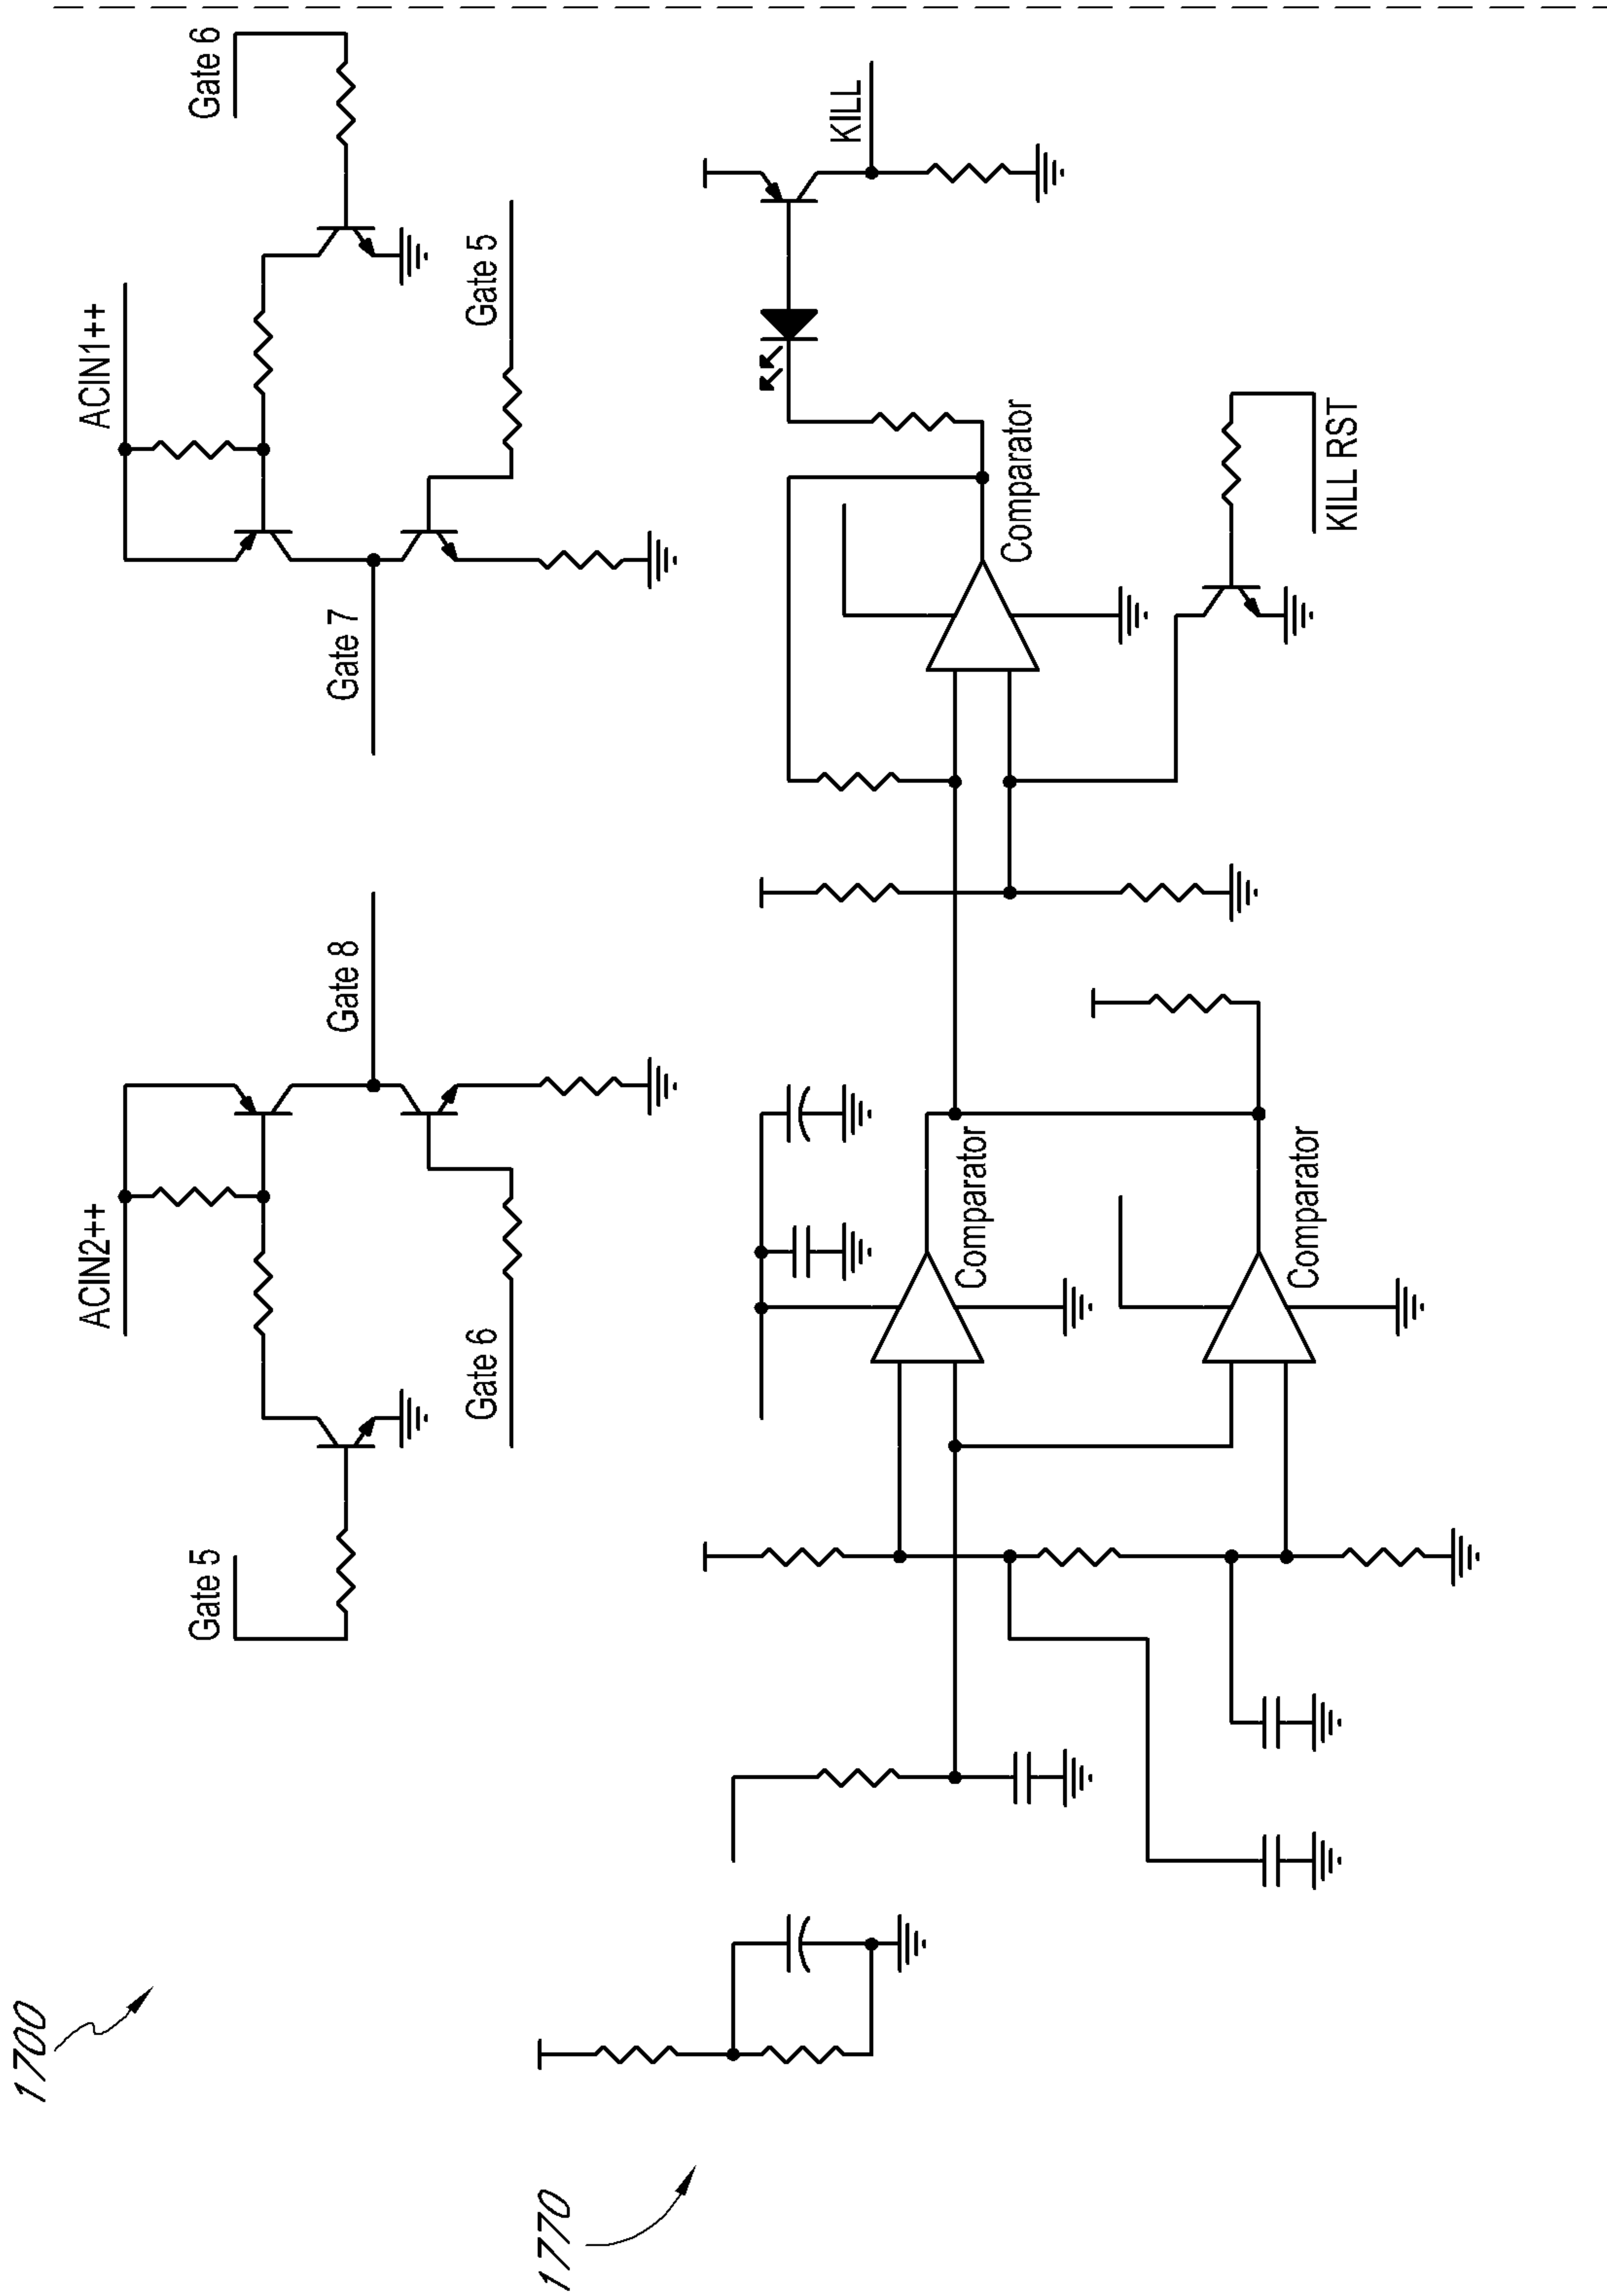 1700
Gate 5
ACIN2++
Gate 6
Gate 8
Gate 7
ACIN1++
Gate 5
Gate 6
1770
Comparator
Comparator
Comparator
KILL
KILL RST